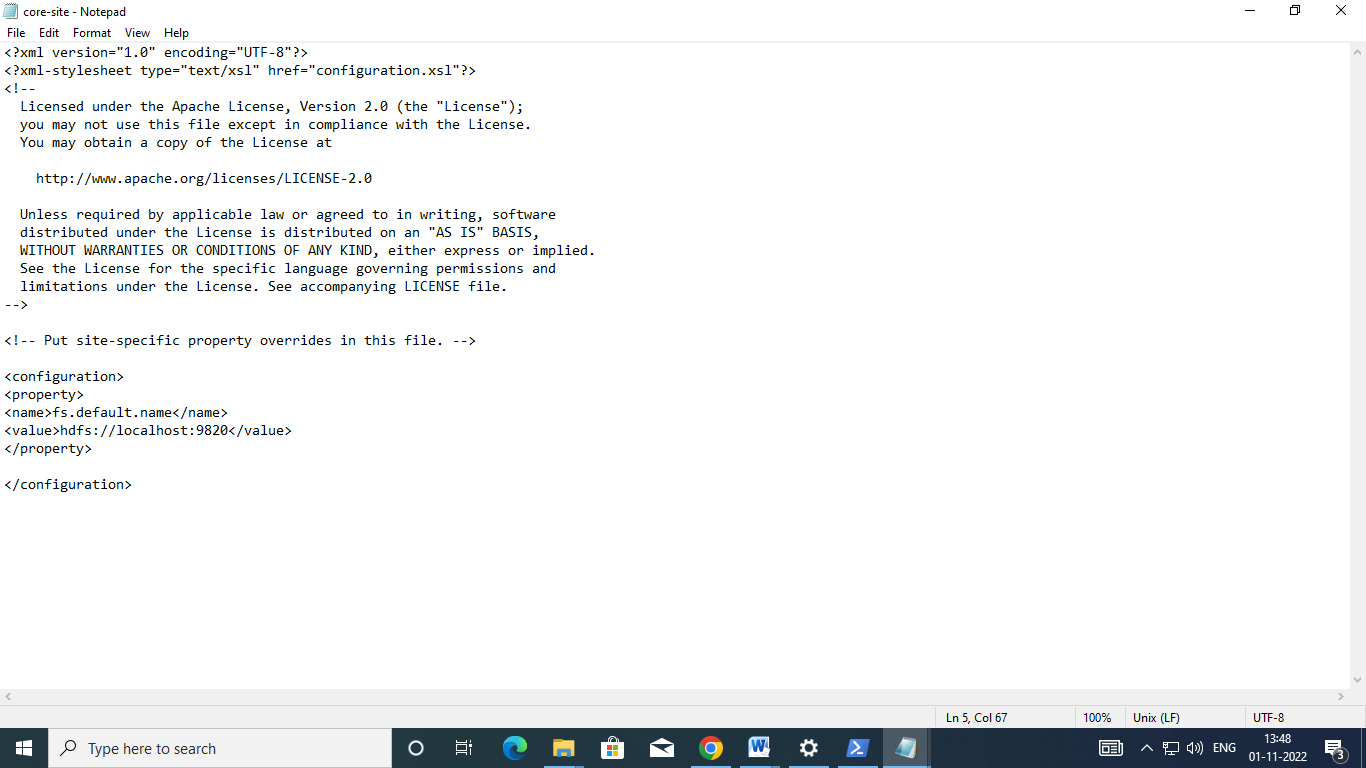 core-site - Notepad
File Edit Format View Help
<?xml version="1.0" encoding="UTF-8"?>
<?xml-stylesheet type="text/xsl" href="configuration.xsl"?>
<!--
  Licensed under the Apache License, Version 2.0 (the "License");
  you may not use this file except in compliance with the License.
  You may obtain a copy of the License at

    http://www.apache.org/licenses/LICENSE-2.0

  Unless required by applicable law or agreed to in writing, software
  distributed under the License is distributed on an "AS IS" BASIS,
  WITHOUT WARRANTIES OR CONDITIONS OF ANY KIND, either express or implied.
  See the License for the specific language governing permissions and
  limitations under the License. See accompanying LICENSE file.
-->

<!-- Put site-specific property overrides in this file. -->

<configuration>
<property>
<name>fs.default.name</name>
<value>hdfs://localhost:9820</value>
</property>

</configuration>
Ln 5, Col 67 100% Unix (LF) UTF-8
Type here to search
W
ENG
13:48
01-11-2022
3